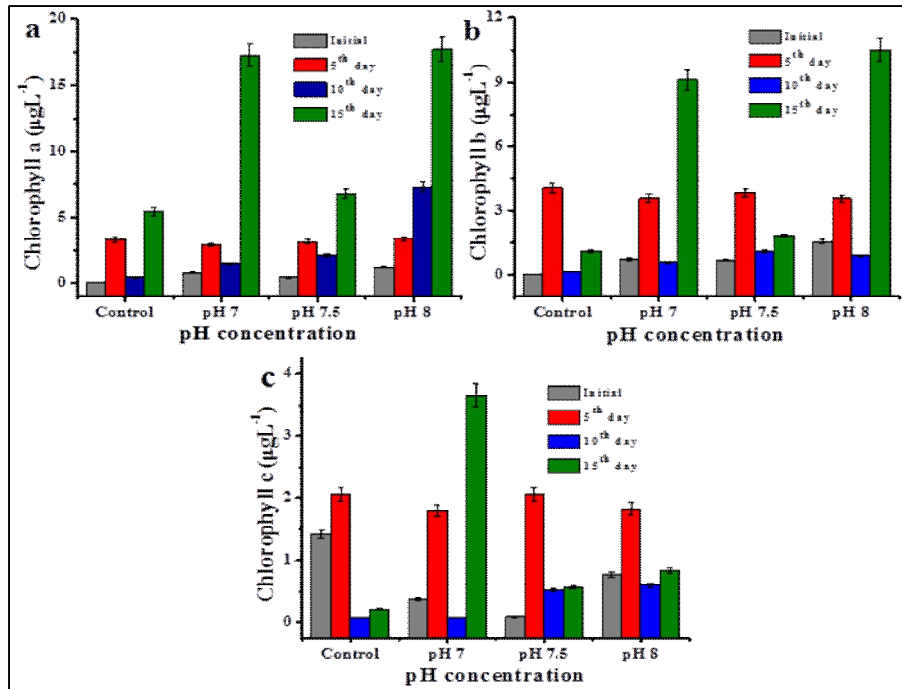 a
Chlorophyll a (µgL⁻¹)
20
15
10
5
0
Initial
5th day
10th day
15th day
Control pH 7 pH 7.5 pH 8
pH concentration
b
Chlorophyll b (µgL⁻¹)
12
9
6
3
0
Initial
5th day
10th day
15th day
Control pH 7 pH 7.5 pH 8
pH concentration
c
Chlorophyll c (µgL⁻¹)
4
3
2
1
0
Initial
5th day
10th day
15th day
Control pH 7 pH 7.5 pH 8
pH concentration